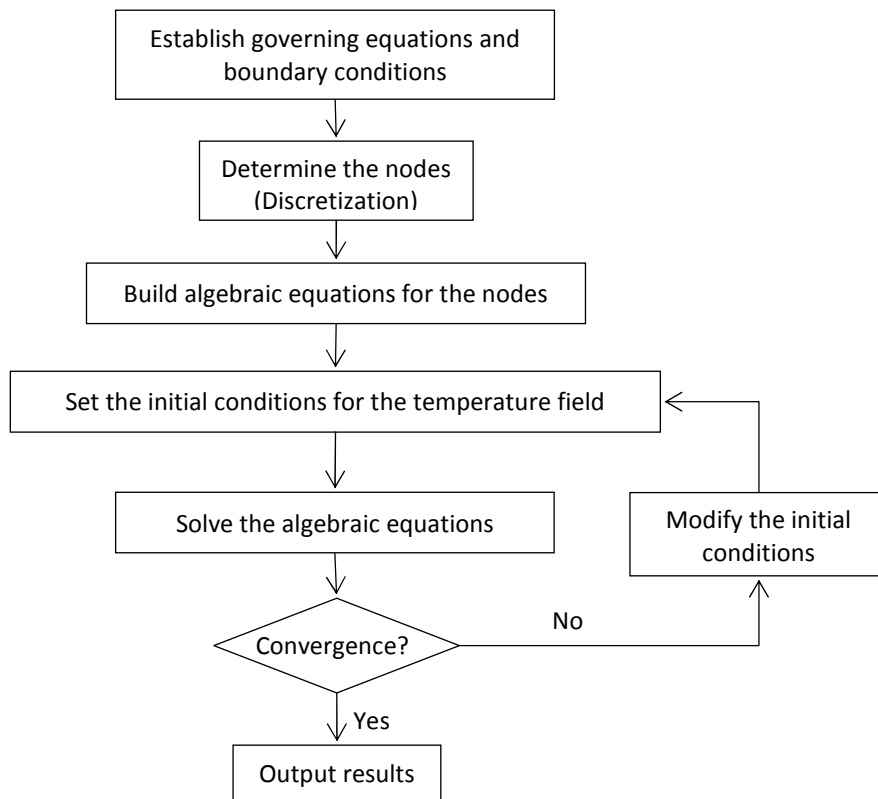 Establish governing equations and
boundary conditions
Determine the nodes
(Discretization)
Build algebraic equations for the nodes
Set the initial conditions for the temperature field
Solve the algebraic equations
Modify the initial
conditions
Convergence?
No
Yes
Output results